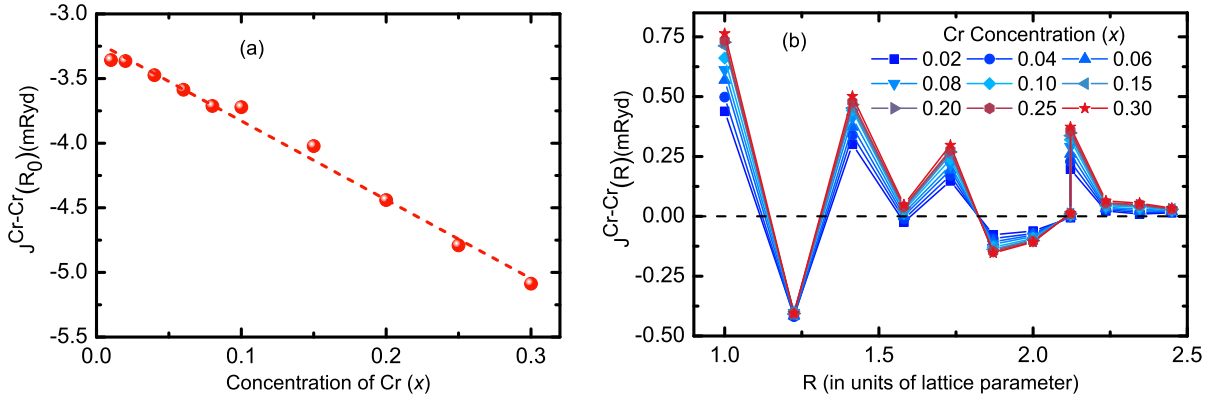 (a)
-3.0
-3.5
-4.0
-4.5
-5.0
-5.5
J^Cr-Cr(R₀)(mRyd)
0.0 0.1 0.2 0.3
Concentration of Cr (x)
(b)
Cr Concentration (x)
0.02 0.04 0.06
0.08 0.10 0.15
0.20 0.25 0.30
0.75
0.50
0.25
0.00
-0.25
-0.50
J^Cr-Cr(R)(mRyd)
1.0 1.5 2.0 2.5
R (in units of lattice parameter)